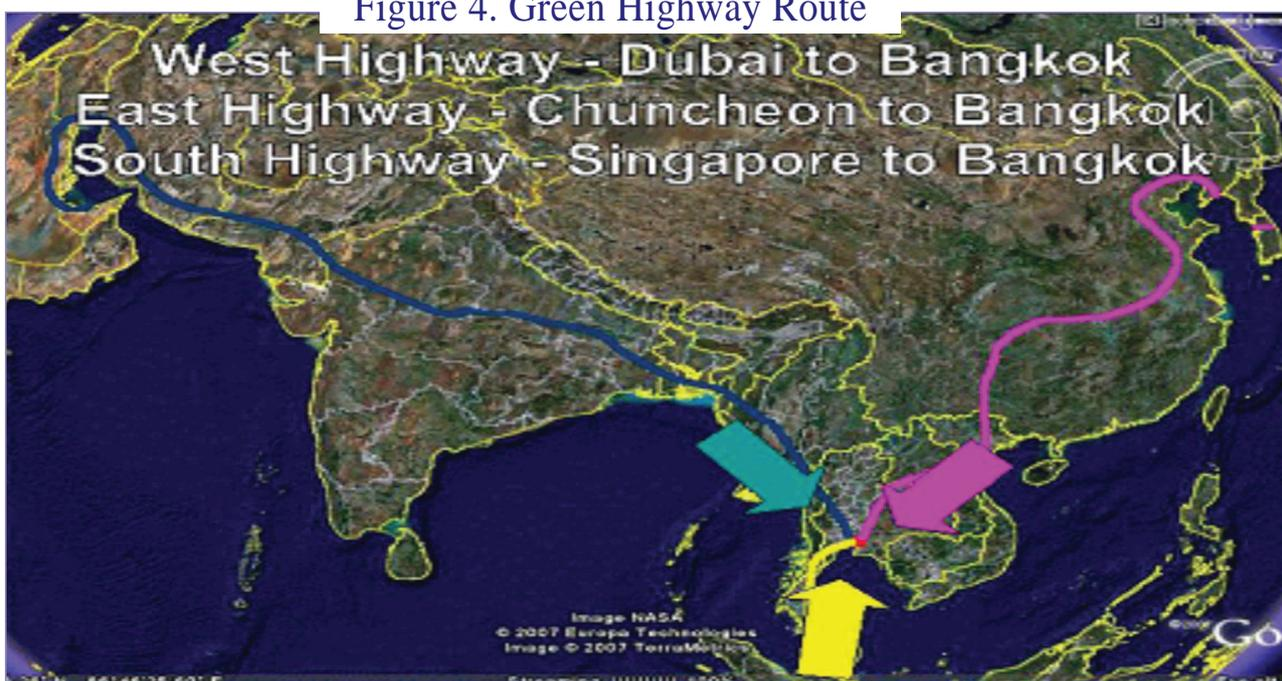 Figure 4. Green Highway Route
West Highway - Dubai to Bangkok
East Highway - Chuncheon to Bangkok
South Highway - Singapore to Bangkok
Image NASA
© 2007 Europa Technologies
Image © 2007 TerraMetrics
Go